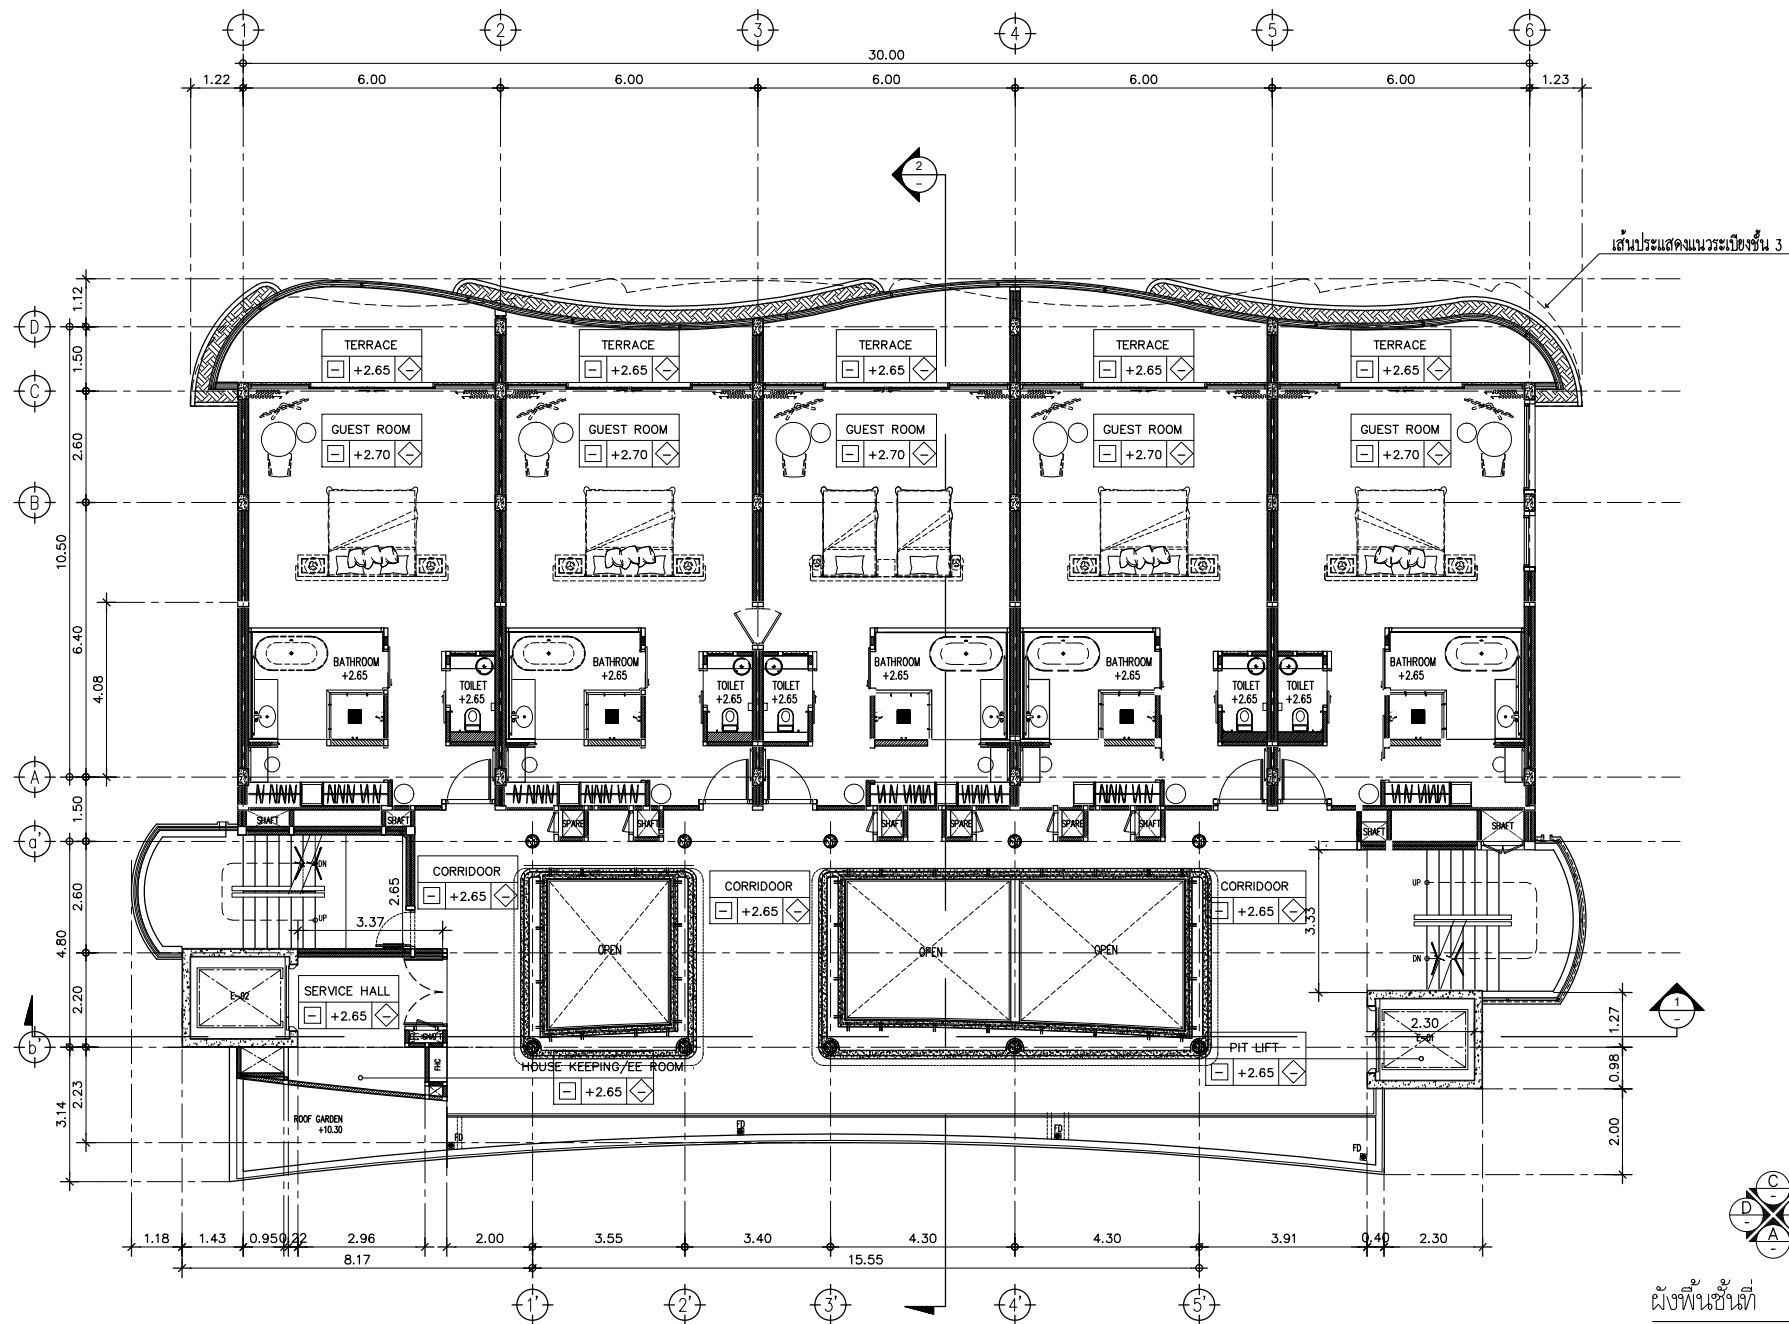 1 2 3 4 5 6
30.00
1.22 6.00 6.00 6.00 6.00 6.00 1.23
2
-
เส้นประแสดงแนวระเบียงชั้น 3
1.12
D
TERRACE TERRACE TERRACE TERRACE TERRACE
1.50
- +2.65 - - +2.65 - - +2.65 - - +2.65 - - +2.65 -
C
GUEST ROOM GUEST ROOM GUEST ROOM GUEST ROOM GUEST ROOM
2.60
- +2.70 - - +2.70 - - +2.70 - - +2.70 - - +2.70 -
B
10.50
6.40
4.08
BATHROOM BATHROOM BATHROOM BATHROOM BATHROOM
+2.65 +2.65 +2.65 +2.65 +2.65
TOILET TOILET TOILET TOILET TOILET
+2.65 +2.65 +2.65 +2.65 +2.65
A
1.50
SHAFT SHAFT SPARE SHAFT SHAFT SPARE SPARE SHAFT SHAFT SHAFT
a'
DN
CORRIDOOR CORRIDOOR CORRIDOOR
2.65
- +2.65 - - +2.65 - - +2.65 -
UP
2.60
UP
3.37
3.33
4.80
OPEN OPEN OPEN
DN
2.20
E-02
SERVICE HALL
- +2.65 -
1
-
1.27
2.30
E-01
b'
EE SHAFT
PIT LIFT
- +2.65 -
FHC
HOUSE KEEPING/EE ROOM
- +2.65 -
0.98
2.23
3.14
ROOF GARDEN
+10.30
FD FD FD FD
2.00
C
-
D
-
A
-
1.18 1.43 0.95 0.22 2.96 2.00 3.55 3.40 4.30 4.30 3.91 0.40 2.30
8.17 15.55
1' 2' 3' 4' 5'
ผังพื้นชั้นที่